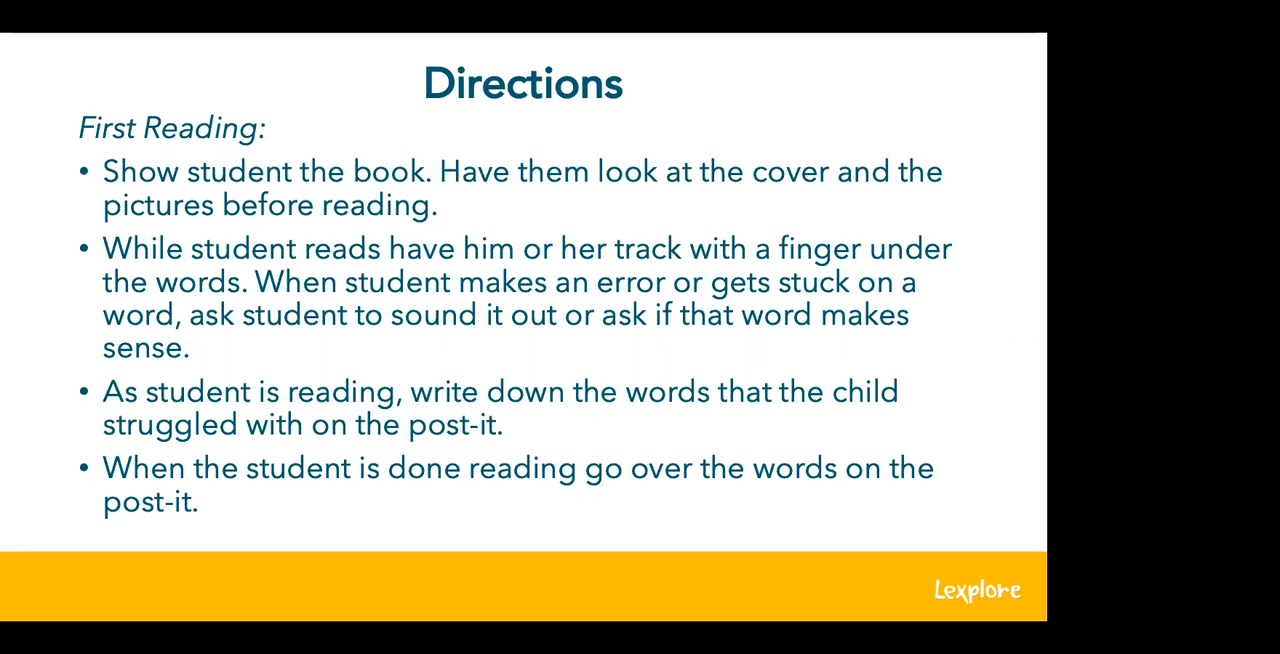 Directions
First Reading:
• Show student the book. Have them look at the cover and the
pictures before reading.
• While student reads have him or her track with a finger under
the words. When student makes an error or gets stuck on a
word, ask student to sound it out or ask if that word makes
sense.
• As student is reading, write down the words that the child
struggled with on the post-it.
• When the student is done reading go over the words on the
post-it.
Lexplore